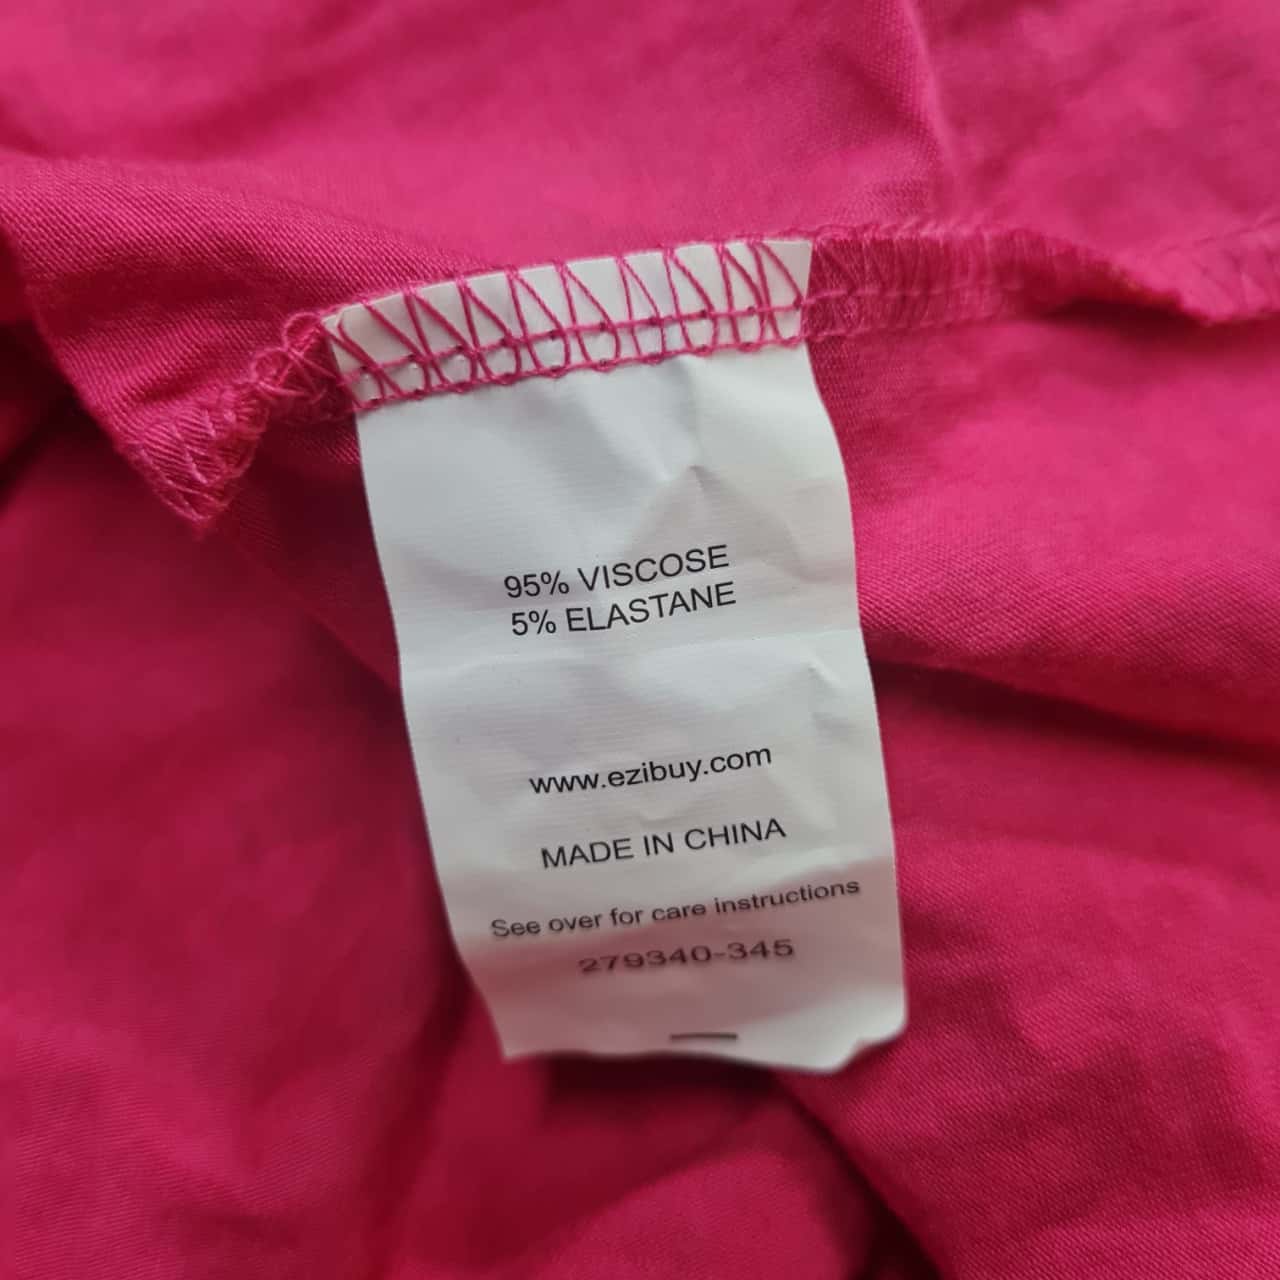 95% VISCOSE
5% ELASTANE
www.ezibuy.com
MADE IN CHINA
See over for care instructions
279340-345